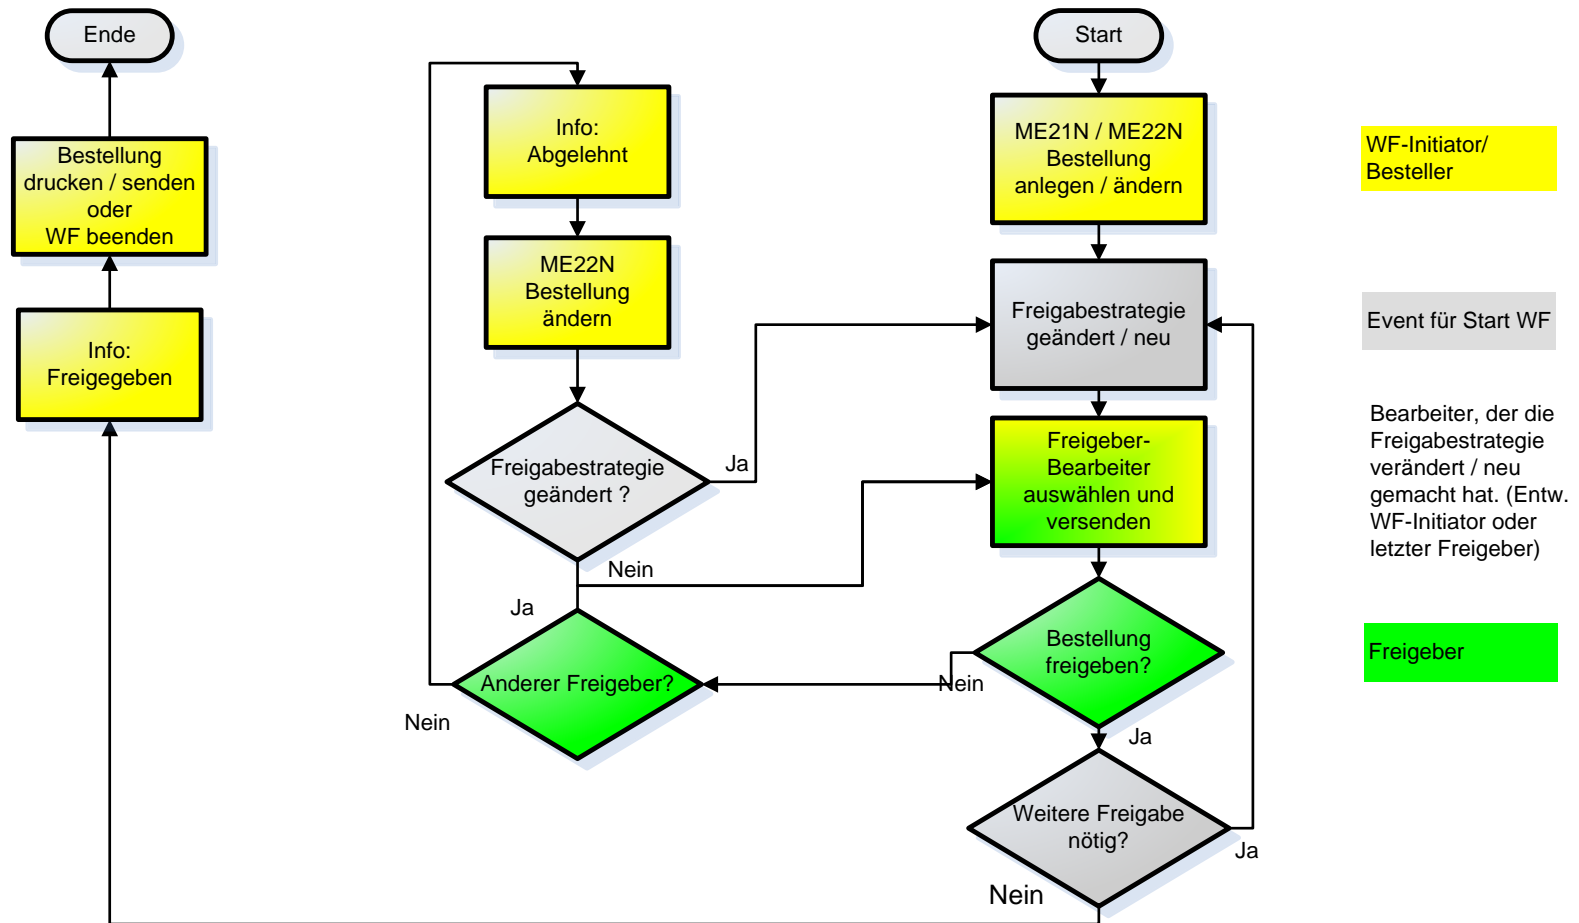 Ende
Start
Bestellung
drucken / senden
oder
WF beenden
Info:
Freigegeben
Info:
Abgelehnt
ME22N
Bestellung
ändern
Freigabestrategie
geändert ?
Ja
Nein
Ja
Anderer Freigeber?
Nein
ME21N / ME22N
Bestellung
anlegen / ändern
Freigabestrategie
geändert / neu
Freigeber-
Bearbeiter
auswählen und
versenden
Bestellung
freigeben?
Nein
Ja
Weitere Freigabe
nötig?
Ja
Nein
WF-Initiator/
Besteller
Event für Start WF
Bearbeiter, der die
Freigabestrategie
verändert / neu
gemacht hat. (Entw.
WF-Initiator oder
letzter Freigeber)
Freigeber